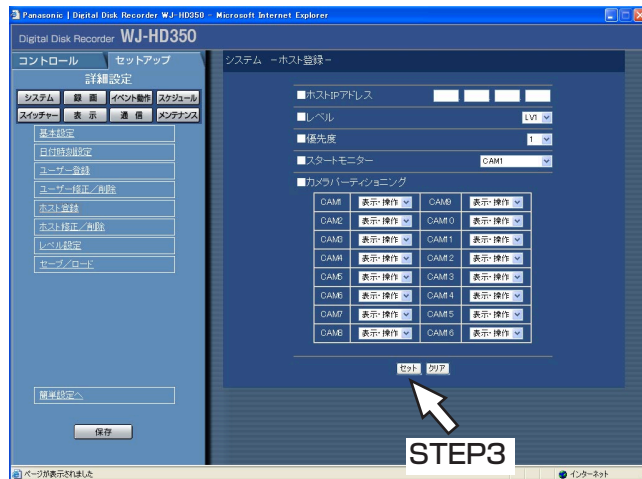 Panasonic | Digital Disk Recorder WJ-HD350 - Microsoft Internet Explorer
Digital Disk Recorder WJ-HD350
コントロール セットアップ
詳細設定
システム 録 画 イベント動作 スケジュール
スイッチャー 表 示 通 信 メンテナンス
基本設定
日付時刻設定
ユーザー登録
ユーザー修正／削除
ホスト登録
ホスト修正／削除
レベル設定
セーブ／ロード
簡単設定へ
保存
システム －ホスト登録－
■ホストIPアドレス
■レベル LV1
■優先度 1
■スタートモニター CAM1
■カメラパーティショニング
CAM1 表示・操作 CAM9 表示・操作
CAM2 表示・操作 CAM10 表示・操作
CAM3 表示・操作 CAM11 表示・操作
CAM4 表示・操作 CAM12 表示・操作
CAM5 表示・操作 CAM13 表示・操作
CAM6 表示・操作 CAM14 表示・操作
CAM7 表示・操作 CAM15 表示・操作
CAM8 表示・操作 CAM16 表示・操作
セット クリア
STEP3
ページが表示されました インターネット